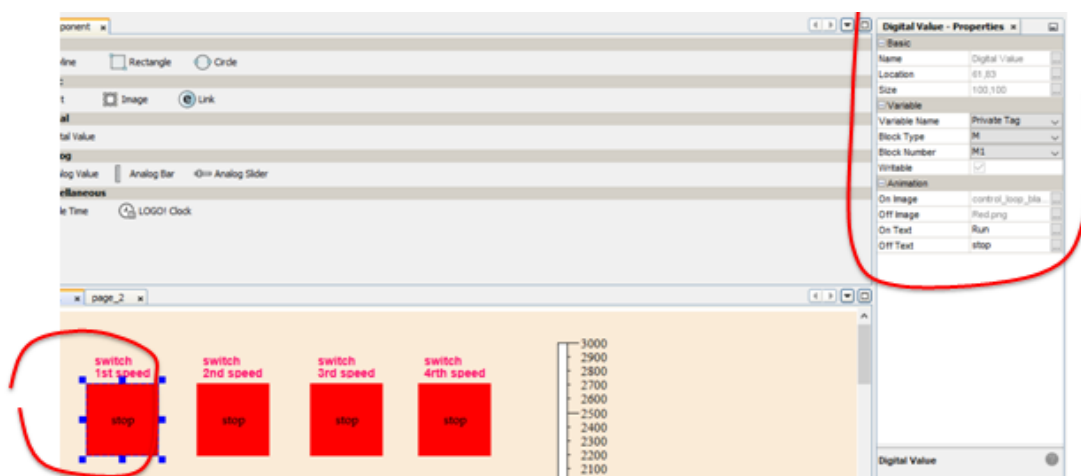 ponent
Rectangle Circle
Image Link
tal Value
log Value Analog Bar Analog Slider
ellaneous
e Time LOGO! Clock
page_2
switch
1st speed
stop
switch
2nd speed
stop
switch
3rd speed
stop
switch
4rth speed
stop
3000
2900
2800
2700
2600
2500
2400
2300
2200
2100
Digital Value - Properties
Basic
Name Digital Value
Location 61,83
Size 100,100
Variable
Variable Name Private Tag
Block Type M
Block Number M1
Writable
Animation
On Image control_loop_bla...
Off Image Red.png
On Text Run
Off Text stop
Digital Value